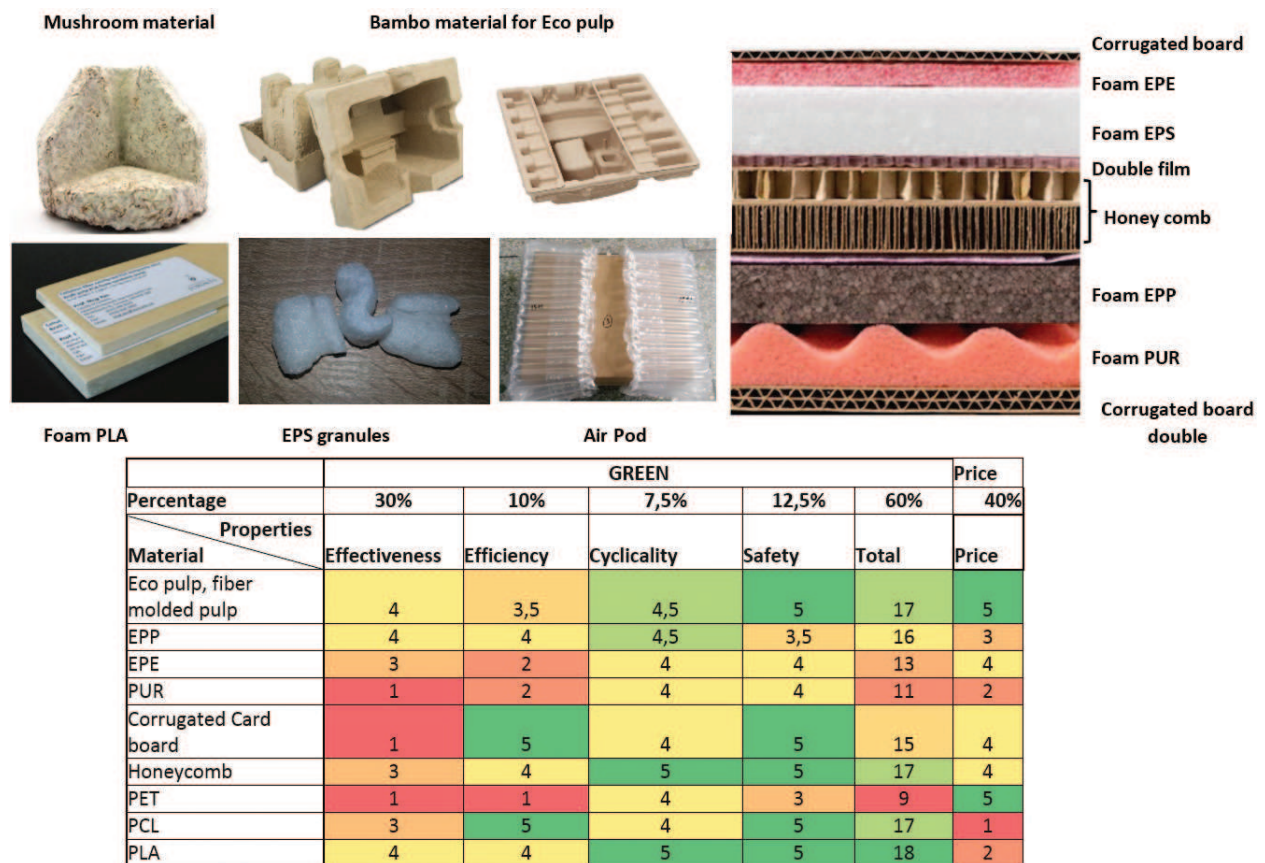 Mushroom material
Bambo material for Eco pulp
Corrugated board
Foam EPE
Foam EPS
Double film
Honey comb
Foam EPP
Foam PUR
Corrugated board
double
Foam PLA
EPS granules
Air Pod
GREEN Price
Percentage 30% 10% 7,5% 12,5% 60% 40%
Properties
Material Effectiveness Efficiency Cyclicality Safety Total Price
Eco pulp, fiber
molded pulp 4 3,5 4,5 5 17 5
EPP 4 4 4,5 3,5 16 3
EPE 3 2 4 4 13 4
PUR 1 2 4 4 11 2
Corrugated Card
board 1 5 4 5 15 4
Honeycomb 3 4 5 5 17 4
PET 1 1 4 3 9 5
PCL 3 5 4 5 17 1
PLA 4 4 5 5 18 2